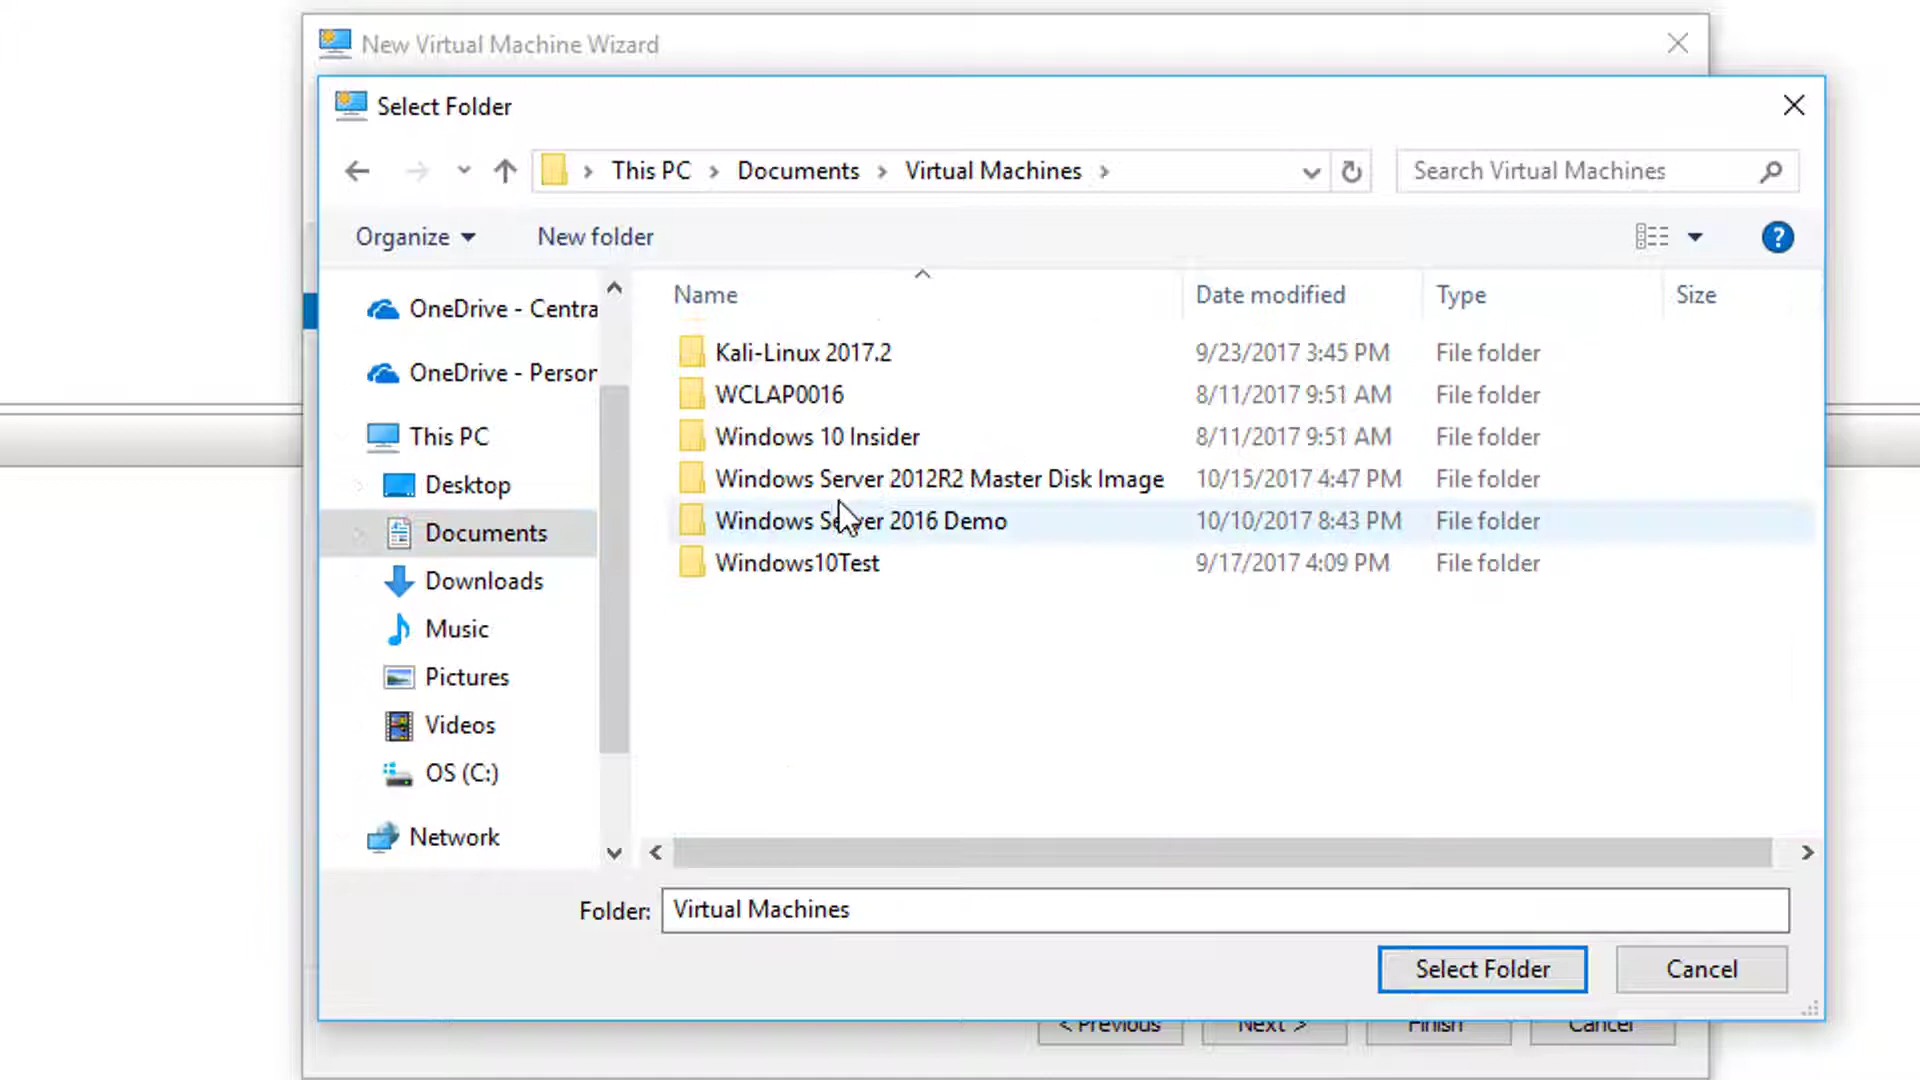 New Virtual Machine Wizard
Select Folder
This PC > Documents > Virtual Machines >
Search Virtual Machines
Organize
New folder
?
Name
Date modified
Type
Size
OneDrive - Centra
OneDrive - Person
This PC
Desktop
Documents
Downloads
Music
Pictures
Videos
OS (C:)
Network
Kali-Linux 2017.2 9/23/2017 3:45 PM File folder
WCLAP0016 8/11/2017 9:51 AM File folder
Windows 10 Insider 8/11/2017 9:51 AM File folder
Windows Server 2012R2 Master Disk Image 10/15/2017 4:47 PM File folder
Windows Server 2016 Demo 10/10/2017 8:43 PM File folder
Windows10Test 9/17/2017 4:09 PM File folder
Folder: Virtual Machines
Select Folder
Cancel
< Previous
Next >
Finish
Cancel